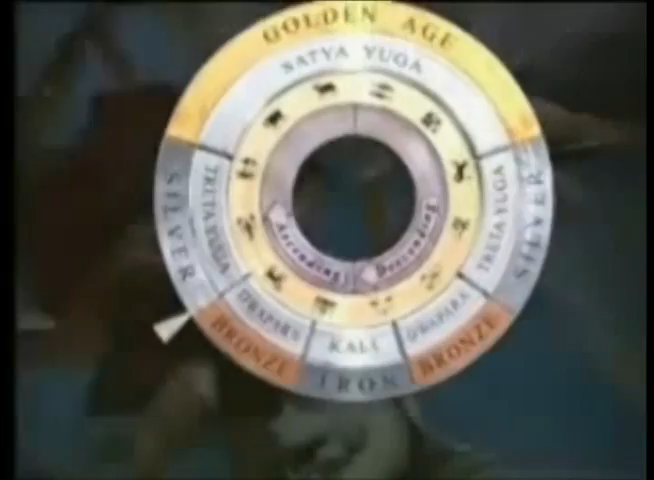 GOLDEN AGE
SATYA YUGA
SILVER
TRETA YUGA
TRETA YUGA
SILVER
Ascending
Descending
DWAPARA
KALI
DWAPARA
BRONZE
IRON
BRONZE